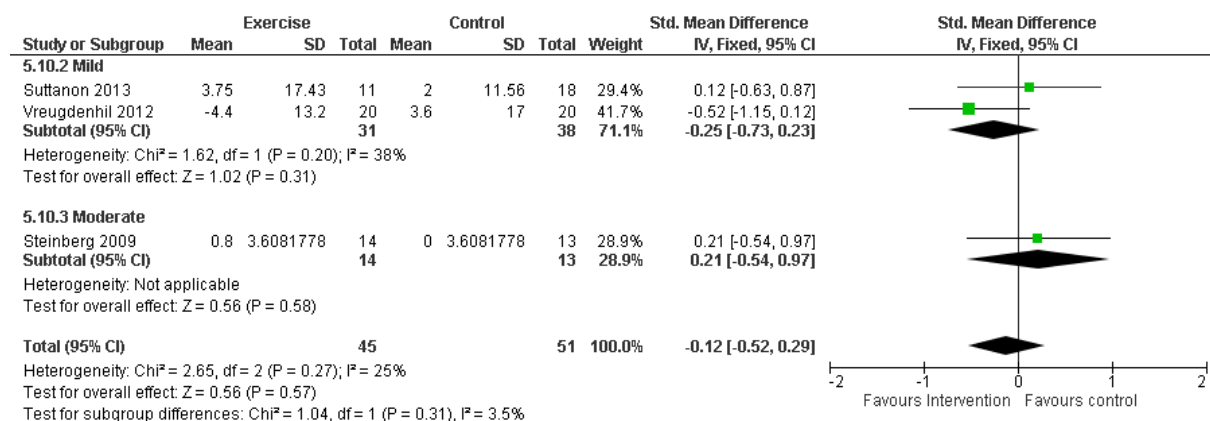 Exercise Control Std. Mean Difference Std. Mean Difference
Study or Subgroup Mean SD Total Mean SD Total Weight IV, Fixed, 95% CI IV, Fixed, 95% CI
5.10.2 Mild
Suttanon 2013 3.75 17.43 11 2 11.56 18 29.4% 0.12 [-0.63, 0.87]
Vreugdenhil 2012 -4.4 13.2 20 3.6 17 20 41.7% -0.52 [-1.15, 0.12]
Subtotal (95% CI) 31 38 71.1% -0.25 [-0.73, 0.23]
Heterogeneity: Chi² = 1.62, df = 1 (P = 0.20); I² = 38%
Test for overall effect: Z = 1.02 (P = 0.31)
5.10.3 Moderate
Steinberg 2009 0.8 3.6081778 14 0 3.6081778 13 28.9% 0.21 [-0.54, 0.97]
Subtotal (95% CI) 14 13 28.9% 0.21 [-0.54, 0.97]
Heterogeneity: Not applicable
Test for overall effect: Z = 0.56 (P = 0.58)
Total (95% CI) 45 51 100.0% -0.12 [-0.52, 0.29]
Heterogeneity: Chi² = 2.65, df = 2 (P = 0.27); I² = 25%
Test for overall effect: Z = 0.56 (P = 0.57)
Test for subgroup differences: Chi² = 1.04, df = 1 (P = 0.31), I² = 3.5%
-2 -1 0 1 2
Favours Intervention Favours control